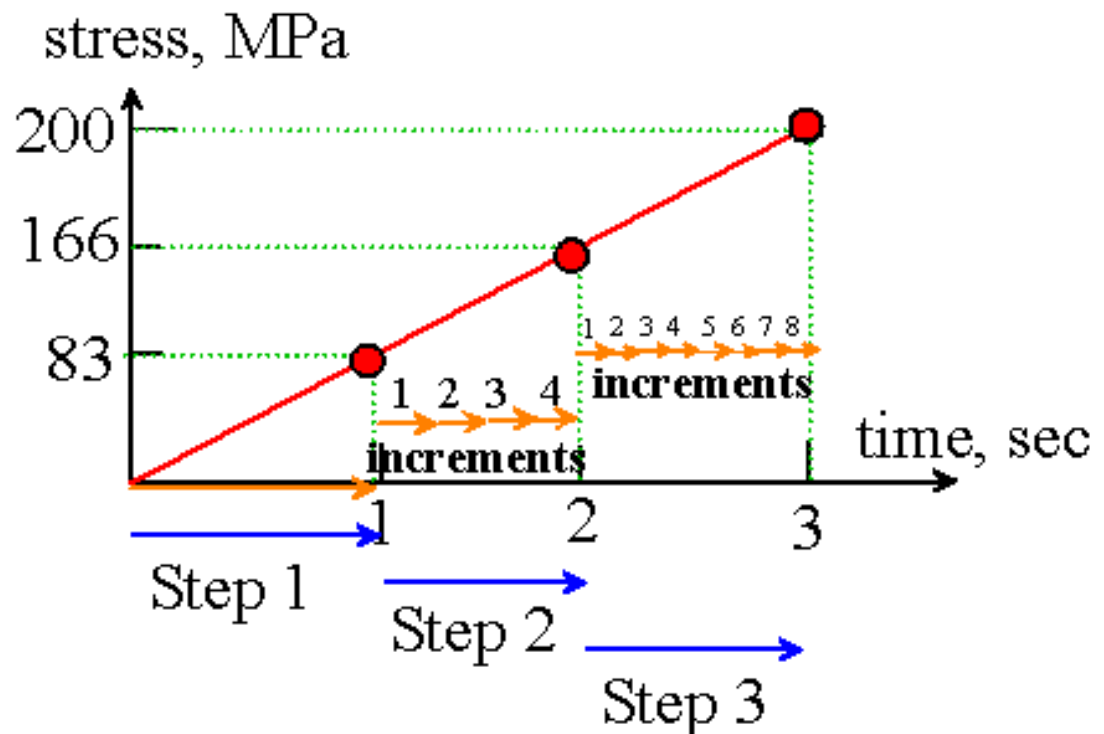 stress, MPa
200
166
83
1 2 3 4 5 6 7 8
increments
1 2 3 4
increments
time, sec
1 2 3
Step 1
Step 2
Step 3